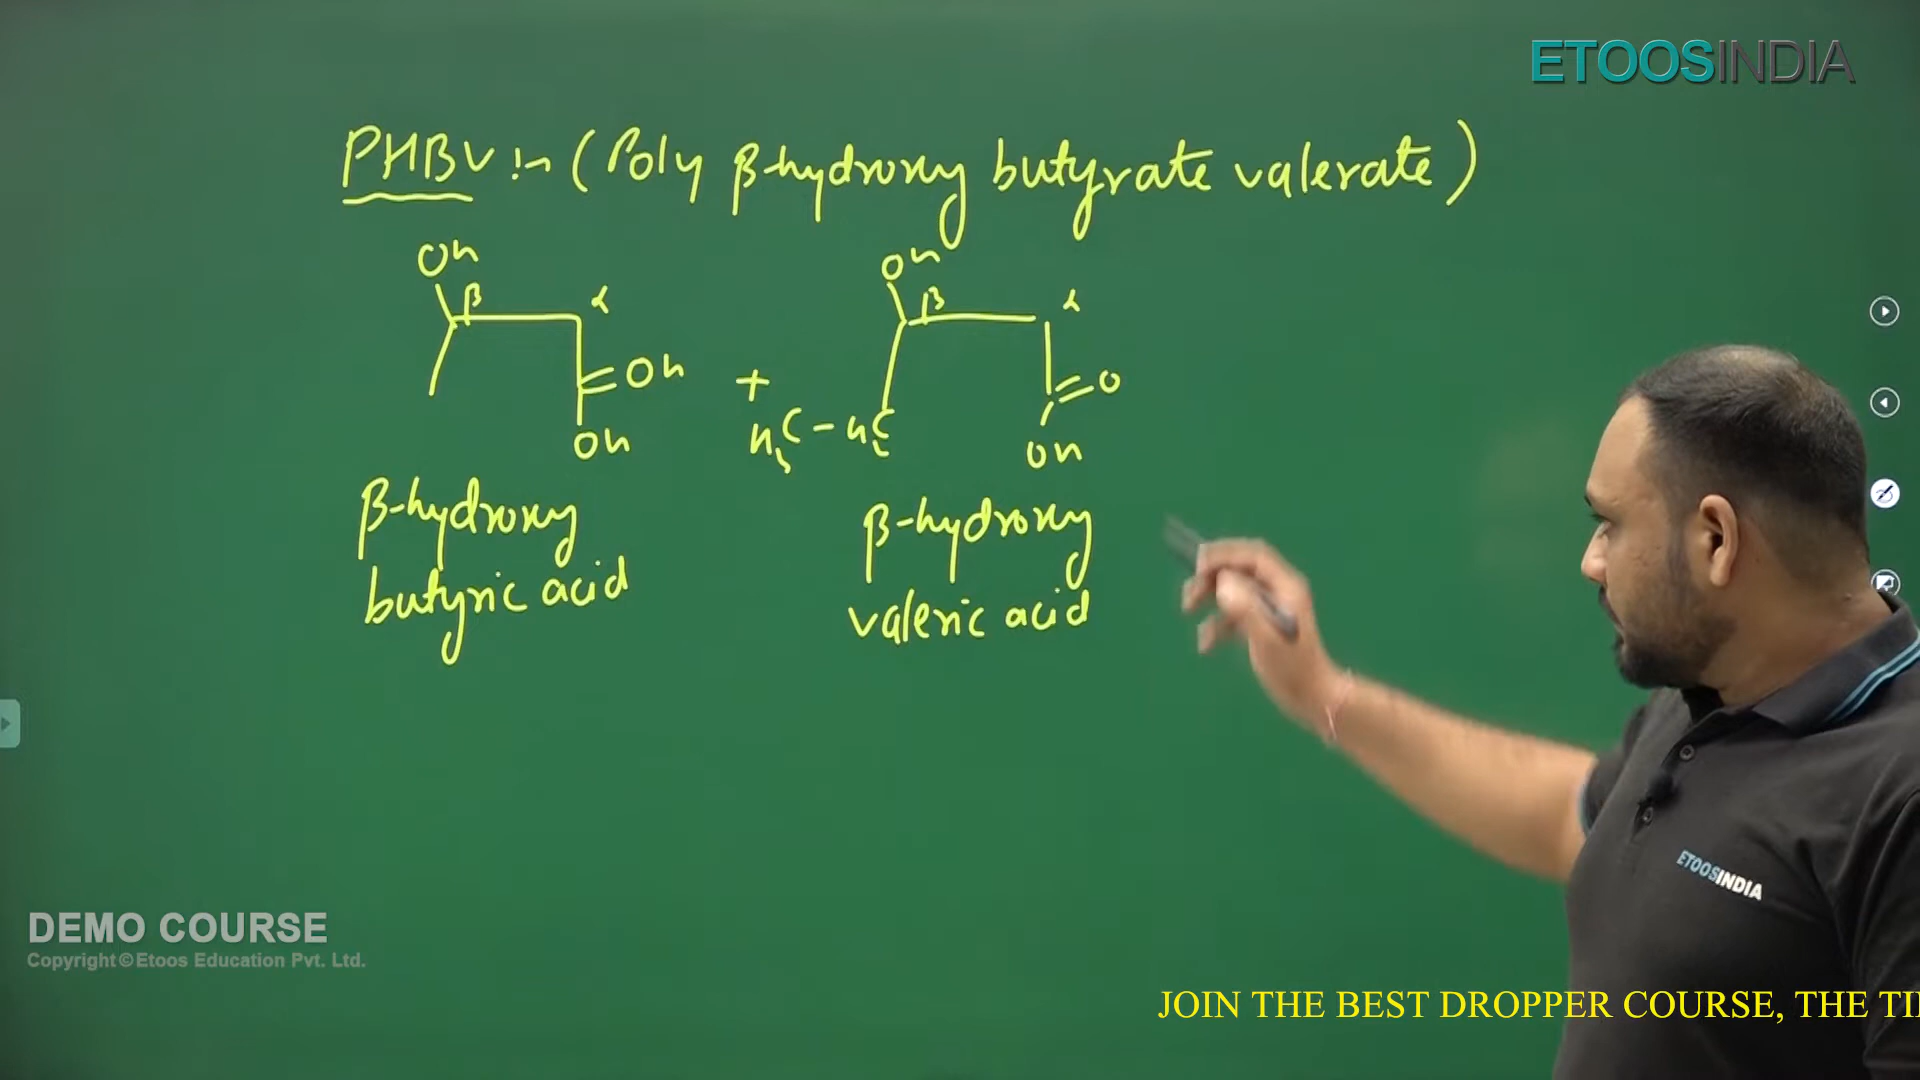 ETOOSINDIA
PHBV :- (Poly β-hydroxy butyrate valerate)
OH
OH
β
α
β
α
OH
+
O
H3C - H2C
OH
OH
β-hydroxy
butyric acid
β-hydroxy
valeric acid
ETOOSINDIA
DEMO COURSE
Copyright©Etoos Education Pvt. Ltd.
JOIN THE BEST DROPPER COURSE, THE TI